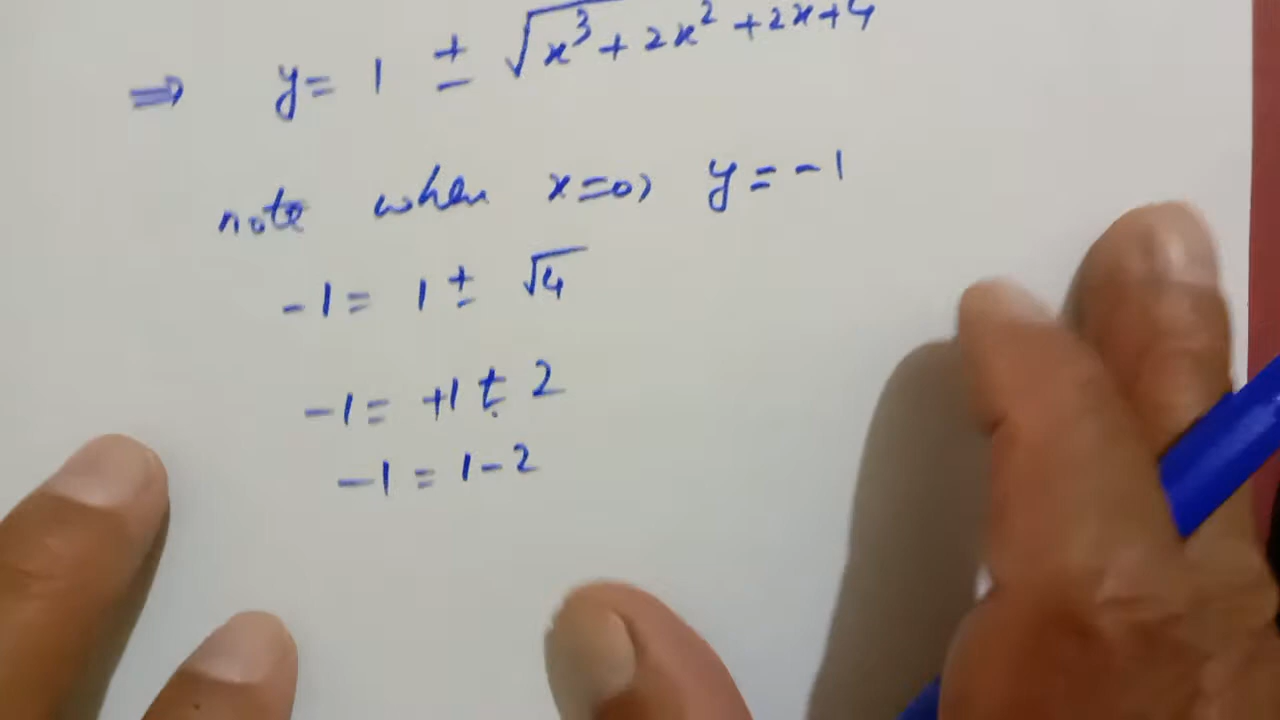 ⇒ y = 1 ± √x³ + 2x² + 2x + 4
note when x=0, y = -1
-1 = 1 ± √4
-1 = +1 ± 2
-1 = 1 - 2